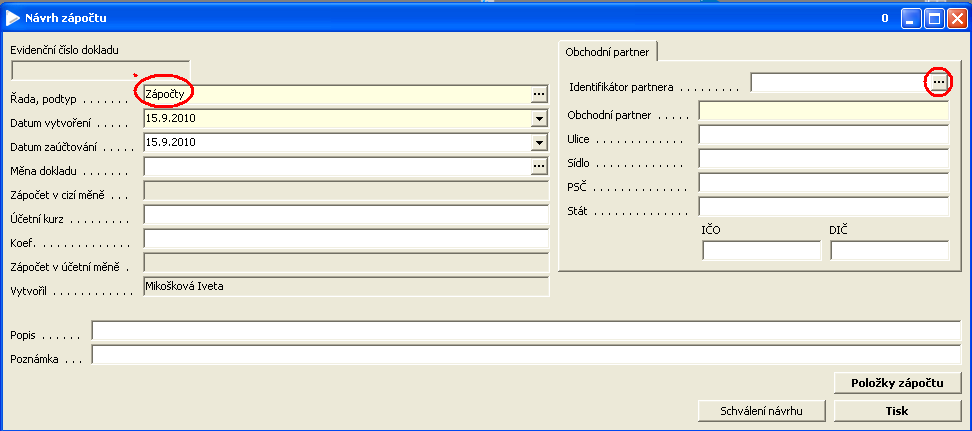 Návrh zápočtu 0
Evidenční číslo dokladu
Řada, podtyp . . . . . . . Zápočty ...
Datum vytvoření . . . . . 15.9.2010
Datum zaúčtování . . . . 15.9.2010
Měna dokladu . . . . . . ...
Zápočet v cizí měně . . .
Účetní kurz . . . . . . . .
Koef. . . . . . . . . . . . .
Zápočet v účetní měně .
Vytvořil . . . . . . . . . . . Mikošková Iveta
Obchodní partner
Identifikátor partnera . . . . . . . . . ...
Obchodní partner . . . . .
Ulice . . . . . . . . . . . .
Sídlo . . . . . . . . . . . .
PSČ . . . . . . . . . . . . .
Stát . . . . . . . . . . . . .
IČO DIČ
Popis . . . . . .
Poznámka . . .
Položky zápočtu
Schválení návrhu Tisk